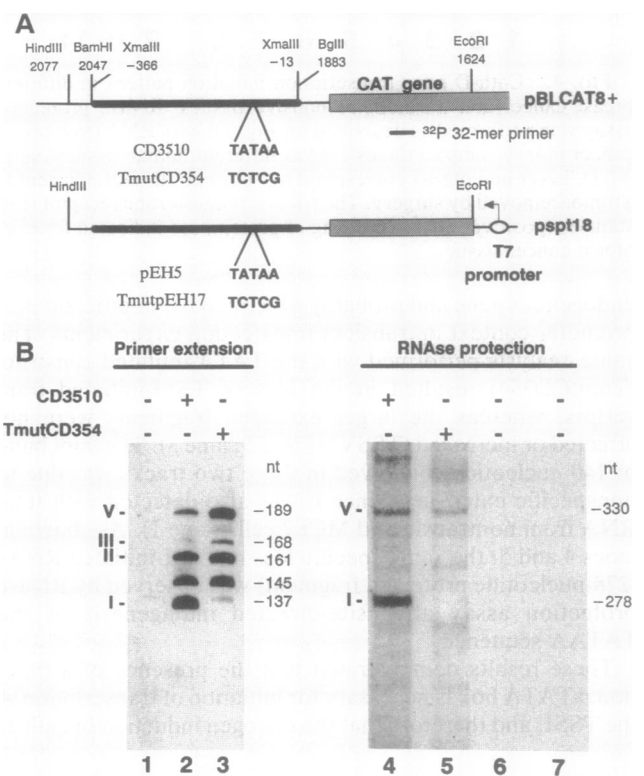 A
HindIII BamHI XmaIII XmaIII BglII EcoRI
2077 2047 -366 -13 1883 1624
CAT gene
pBLCAT8+
32P 32-mer primer
CD3510 TATAA
TmutCD354 TCTCG
HindIII EcoRI
pspt18
T7
promoter
pEH5 TATAA
TmutpEH17 TCTCG
B
Primer extension RNAse protection
CD3510 - + - + - - -
TmutCD354 - - + - + - -
nt nt
V - -189 V - -330
III - -168
II - -161
-145
I - -137 I - -278
1 2 3 4 5 6 7